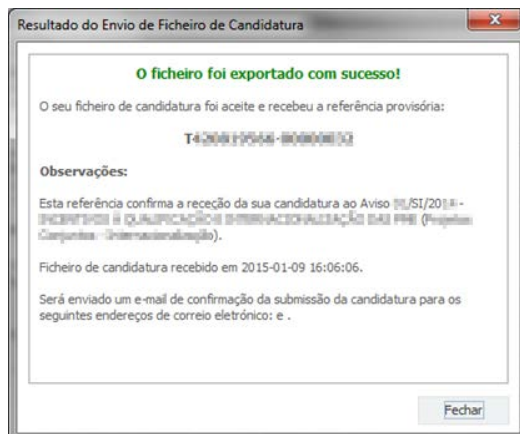 Resultado do Envio de Ficheiro de Candidatura
O ficheiro foi exportado com sucesso!
O seu ficheiro de candidatura foi aceite e recebeu a referência provisória:
Observações:
Esta referência confirma a receção da sua candidatura ao Aviso
Ficheiro de candidatura recebido em 2015-01-09 16:06:06.
Será enviado um e-mail de confirmação da submissão da candidatura para os
seguintes endereços de correio eletrónico: e .
Fechar